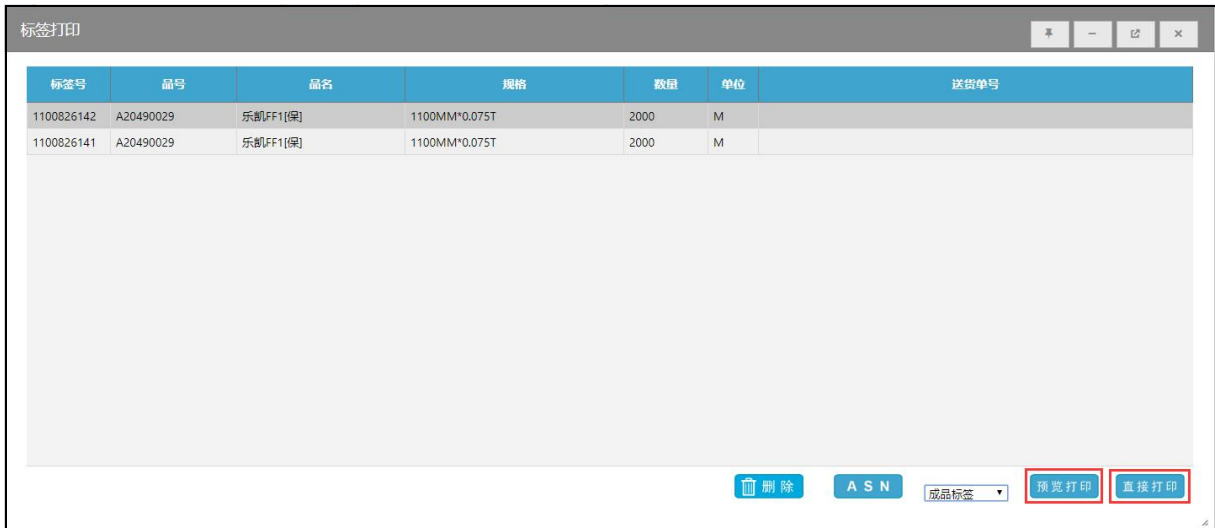 标签打印
标签号 品号 品名 规格 数量 单位 送货单号
1100826142 A20490029 乐凯FF1[保] 1100MM*0.075T 2000 M
1100826141 A20490029 乐凯FF1[保] 1100MM*0.075T 2000 M
删除 ASN 成品标签 预览打印 直接打印